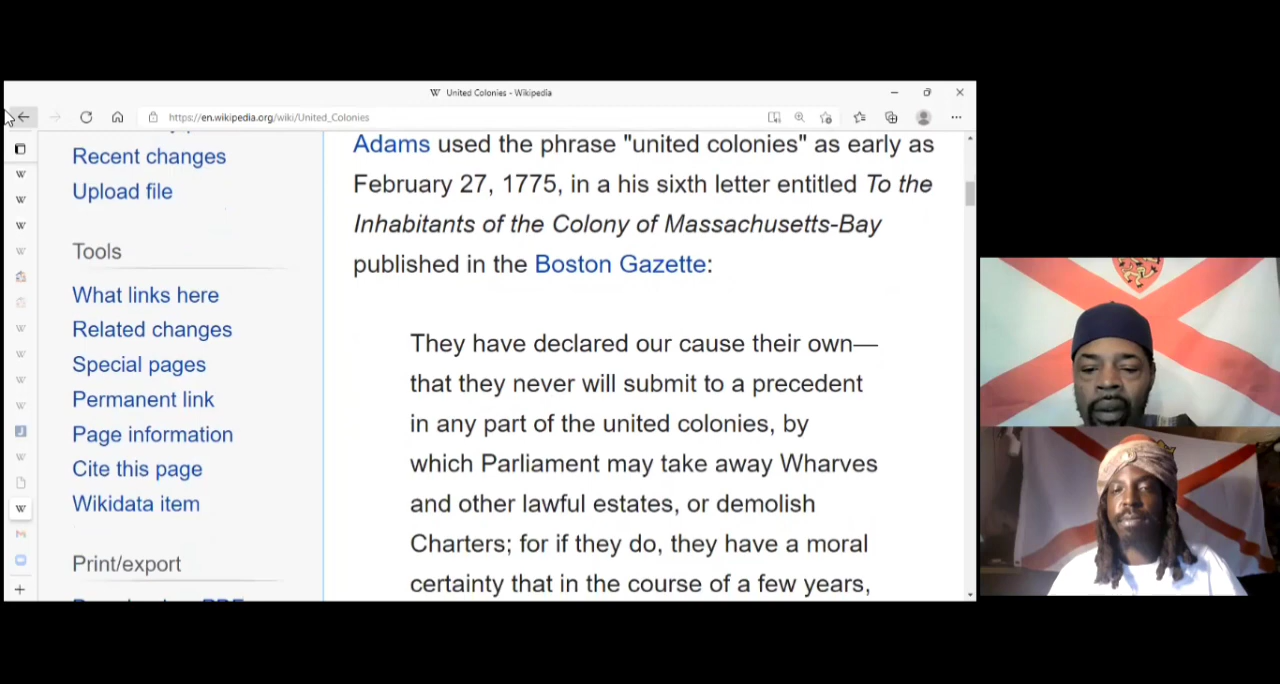 United Colonies - Wikipedia
https://en.wikipedia.org/wiki/United_Colonies
Recent changes
Upload file
Tools
What links here
Related changes
Special pages
Permanent link
Page information
Cite this page
Wikidata item
Print/export
Adams used the phrase "united colonies" as early as
February 27, 1775, in a his sixth letter entitled To the
Inhabitants of the Colony of Massachusetts-Bay
published in the Boston Gazette:
They have declared our cause their own—
that they never will submit to a precedent
in any part of the united colonies, by
which Parliament may take away Wharves
and other lawful estates, or demolish
Charters; for if they do, they have a moral
certainty that in the course of a few years,